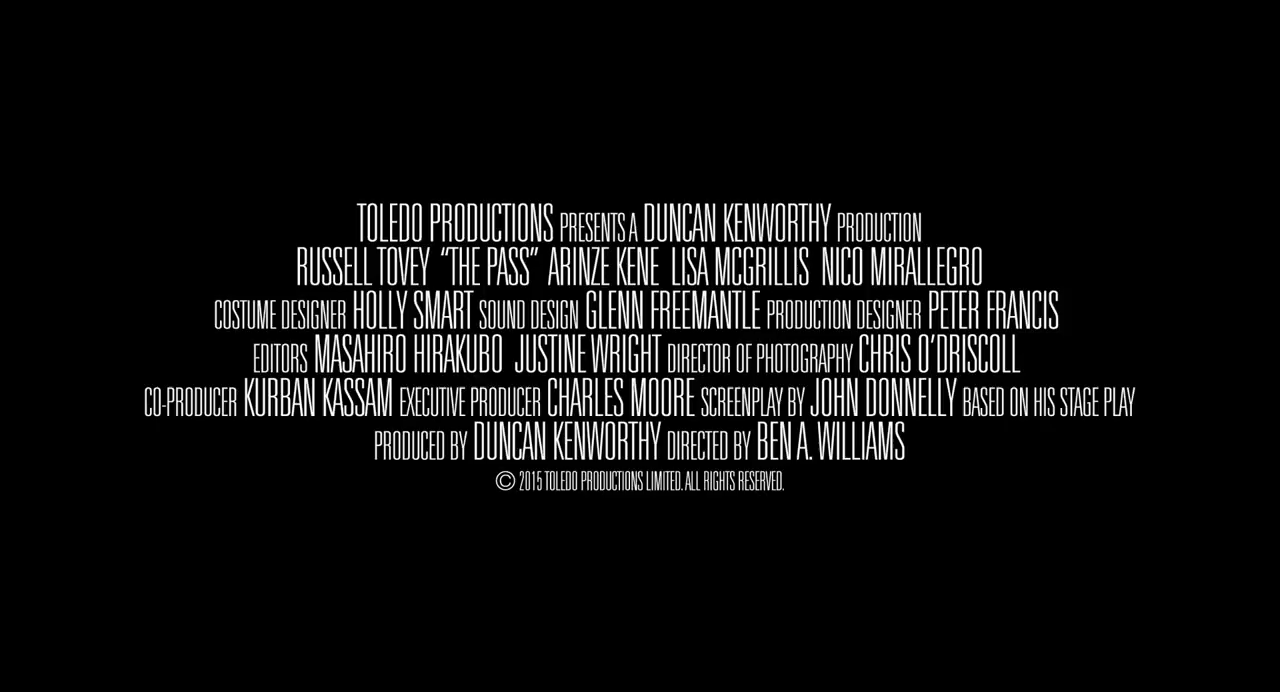 TOLEDO PRODUCTIONS PRESENTS A DUNCAN KENWORTHY PRODUCTION
RUSSELL TOVEY “THE PASS” ARINZE KENE LISA MCGRILLIS NICO MIRALLEGRO
COSTUME DESIGNER HOLLY SMART SOUND DESIGN GLENN FREEMANTLE PRODUCTION DESIGNER PETER FRANCIS
EDITORS MASAHIRO HIRAKUBO JUSTINE WRIGHT DIRECTOR OF PHOTOGRAPHY CHRIS O’DRISCOLL
CO-PRODUCER KURBAN KASSAM EXECUTIVE PRODUCER CHARLES MOORE SCREENPLAY BY JOHN DONNELLY BASED ON HIS STAGE PLAY
PRODUCED BY DUNCAN KENWORTHY DIRECTED BY BEN A. WILLIAMS
© 2015 TOLEDO PRODUCTIONS LIMITED. ALL RIGHTS RESERVED.